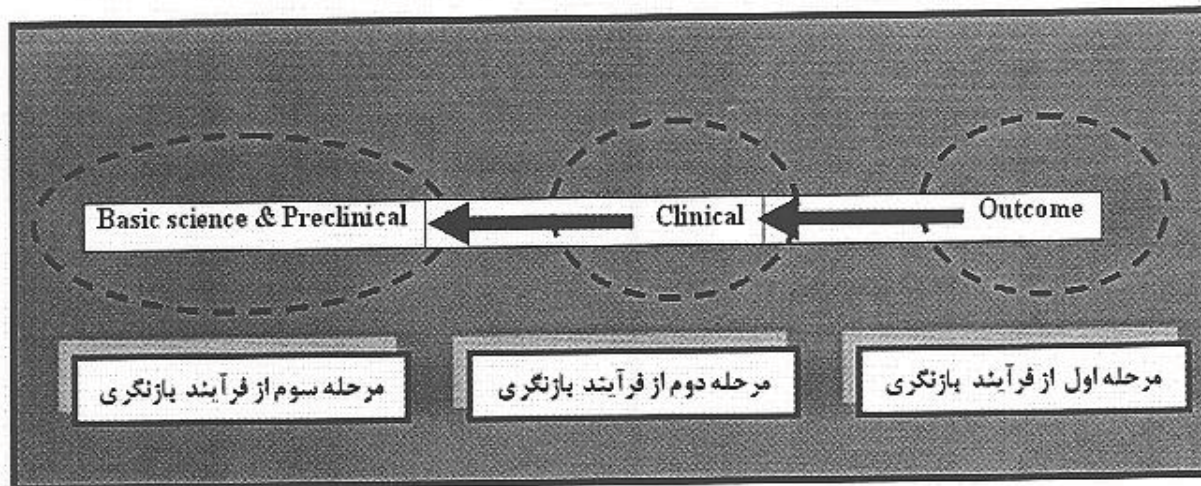 Basic science & Preclinical
Clinical
Outcome
مرحله اول از فرآیند بازنگری
مرحله دوم از فرآیند بازنگری
مرحله سوم از فرآیند بازنگری